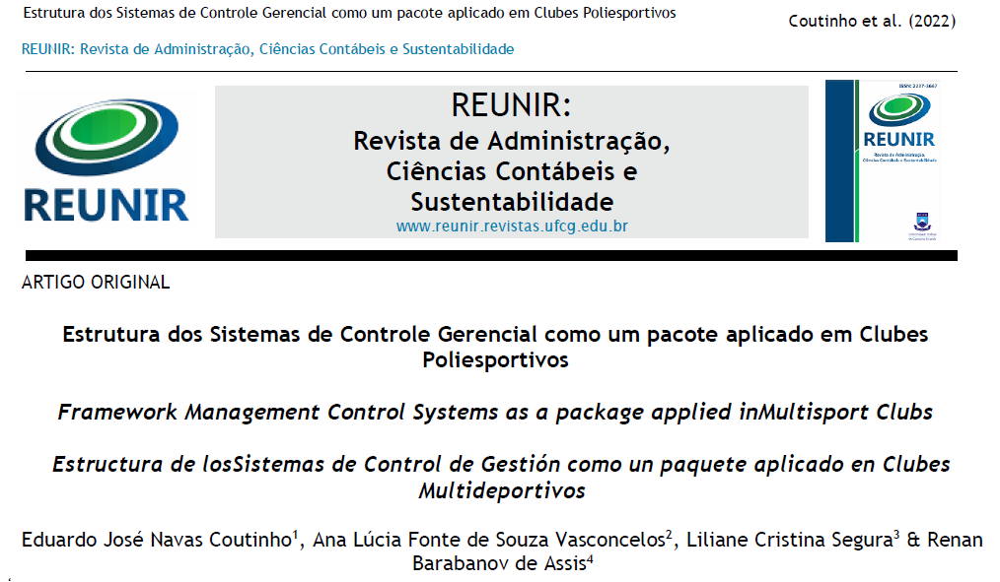 Estrutura dos Sistemas de Controle Gerencial como um pacote aplicado em Clubes Poliesportivos
Coutinho et al. (2022)
REUNIR: Revista de Administração, Ciências Contábeis e Sustentabilidade
REUNIR
REUNIR:
Revista de Administração,
Ciências Contábeis e
Sustentabilidade
www.reunir.revistas.ufcg.edu.br
ISSN: 2237-3667
REUNIR
Revista de Administração,
Ciências Contábeis e Sustentabilidade
ARTIGO ORIGINAL
Estrutura dos Sistemas de Controle Gerencial como um pacote aplicado em Clubes
Poliesportivos
Framework Management Control Systems as a package applied inMultisport Clubs
Estructura de losSistemas de Control de Gestión como un paquete aplicado en Clubes
Multideportivos
Eduardo José Navas Coutinho¹, Ana Lúcia Fonte de Souza Vasconcelos², Liliane Cristina Segura³ & Renan
Barabanov de Assis⁴